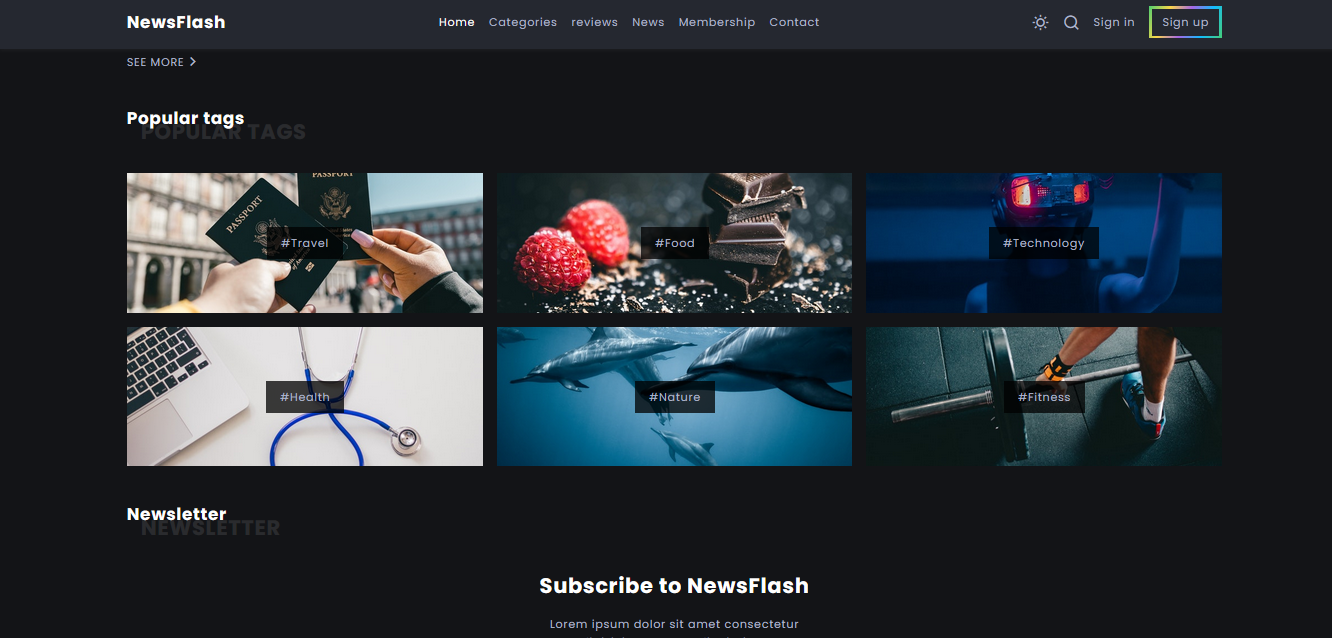 NewsFlash
Home Categories reviews News Membership Contact
Sign in Sign up
SEE MORE
Popular tags
POPULAR TAGS
PASSPORT
PASSPORT
#Travel
#Food
#Technology
#Health
#Nature
#Fitness
Newsletter
NEWSLETTER
Subscribe to NewsFlash
Lorem ipsum dolor sit amet consectetur